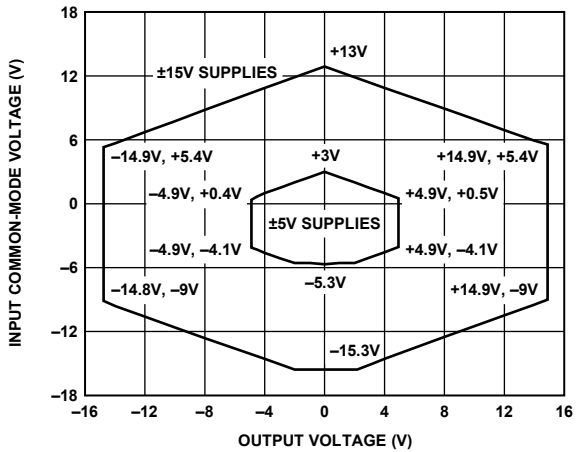 INPUT COMMON-MODE VOLTAGE (V)
18
12
6
0
–6
–12
–18
+13V
±15V SUPPLIES
–14.9V, +5.4V
+3V
+14.9V, +5.4V
–4.9V, +0.4V
+4.9V, +0.5V
±5V SUPPLIES
–4.9V, –4.1V
+4.9V, –4.1V
–5.3V
–14.8V, –9V
+14.9V, –9V
–15.3V
–16 –12 –8 –4 0 4 8 12 16
OUTPUT VOLTAGE (V)